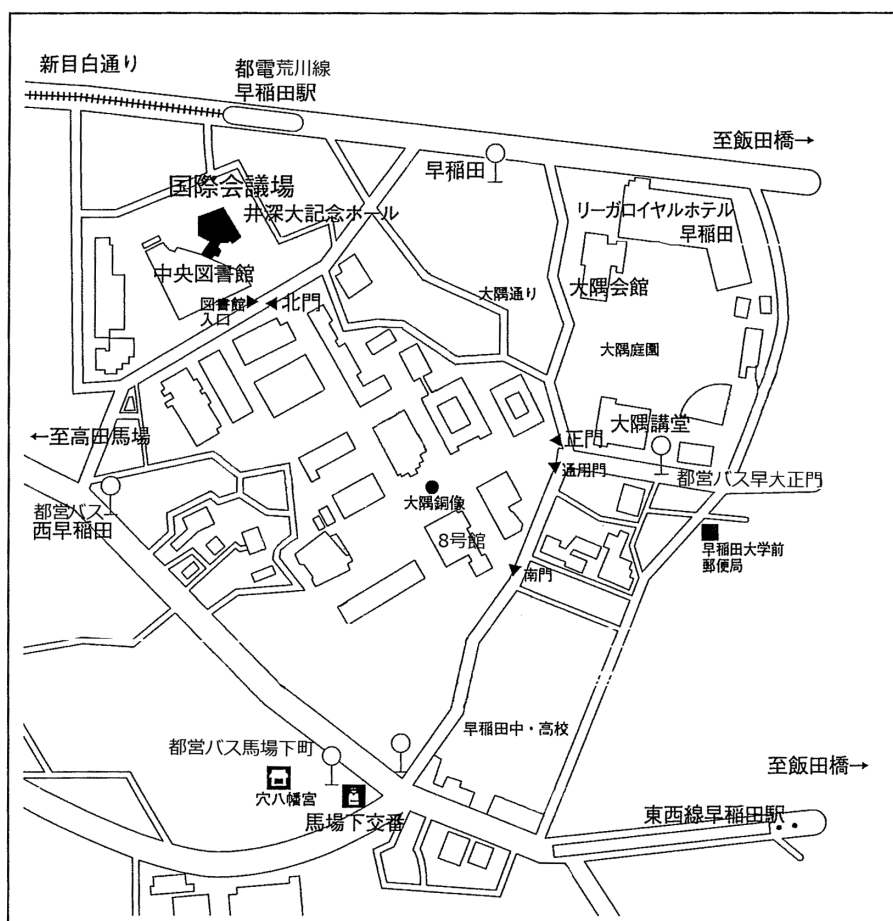 新目白通り
都電荒川線
早稲田駅
至飯田橋→
早稲田
国際会議場
井深大記念ホール
リーガロイヤルホテル
早稲田
中央図書館
大隅会館
大隅通り
図書館
入口
北門
大隅庭園
大隅講堂
←至高田馬場
正門
通用門
都営バス早大正門
都営バス
西早稲田
大隅銅像
8号館
早稲田大学前
郵便局
南門
早稲田中・高校
都営バス馬場下町
至飯田橋→
穴八幡宮
馬場下交番
東西線早稲田駅